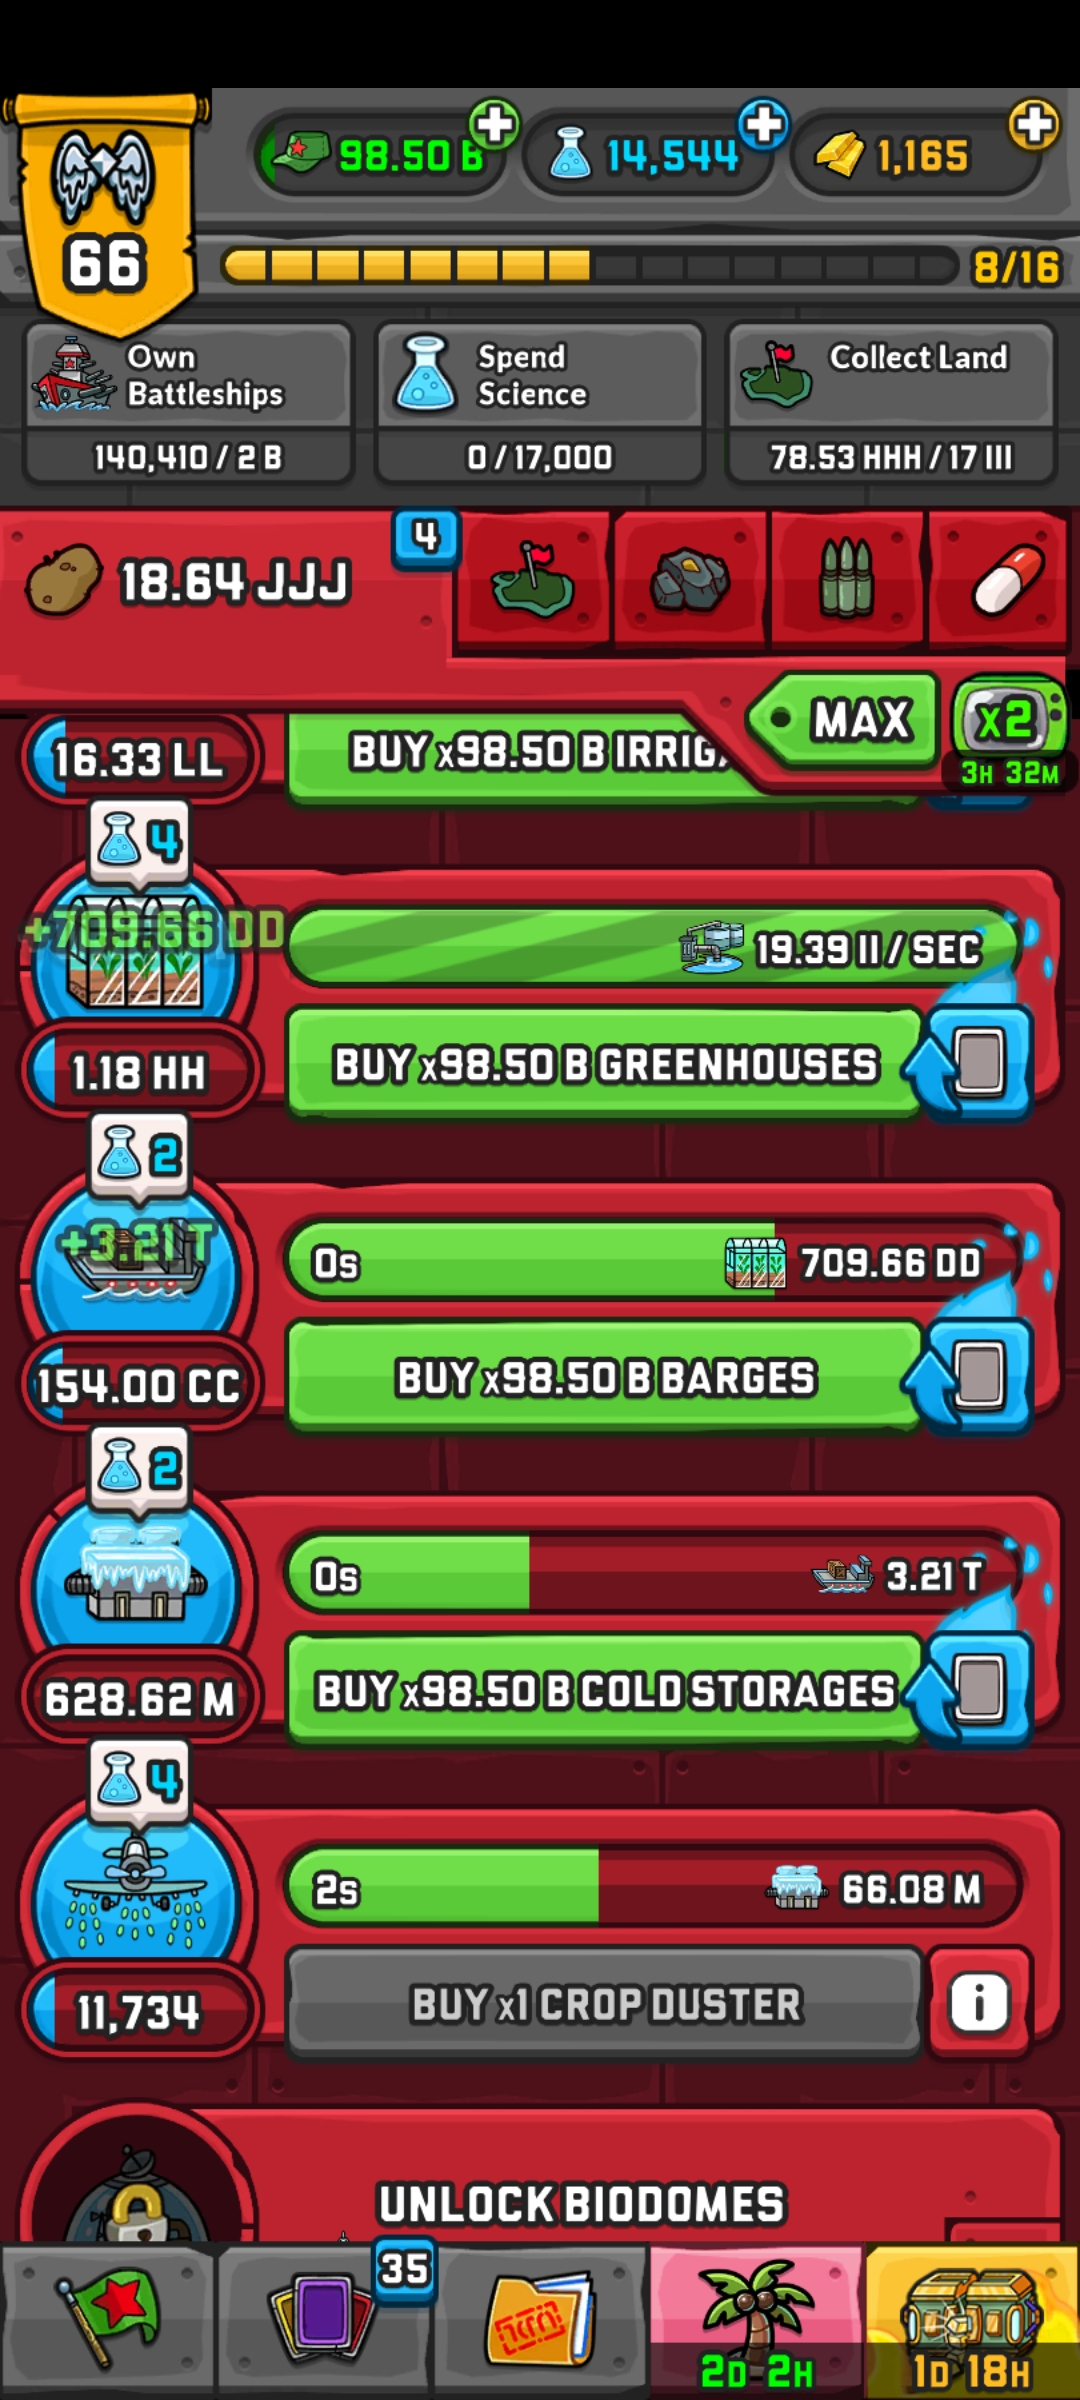 98.50 B
14,544
1,165
66
8/16
Own
Battleships
140,410 / 2 B
Spend
Science
0 / 17,000
Collect Land
78.53 HHH / 17 III
18.64 JJJ
4
MAX
x2
3H 32M
16.33 LL
BUY x98.50 B IRRIG
4
+709.66 DD
19.39 II / SEC
1.18 HH
BUY x98.50 B GREENHOUSES
2
+3.21 T
0s
709.66 DD
154.00 CC
BUY x98.50 B BARGES
2
0s
3.21 T
628.62 M
BUY x98.50 B COLD STORAGES
4
2s
66.08 M
11,734
BUY x1 CROP DUSTER
i
UNLOCK BIODOMES
35
2D 2H
1D 18H